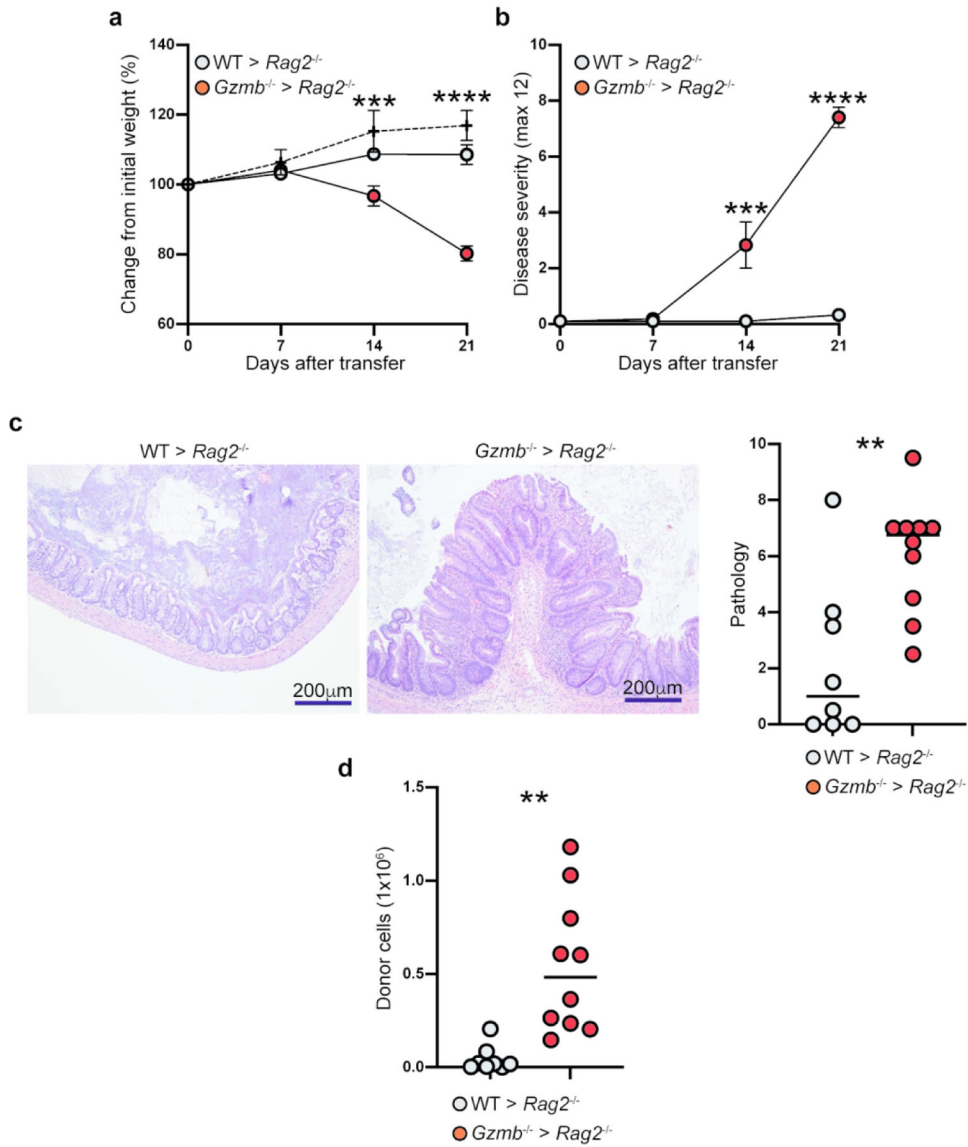 a
b
Change from initial weight (%)
120
100
80
60
WT > Rag2-/-
Gzmb-/- > Rag2-/-
***
****
0 7 14 21
Days after transfer
Disease severity (max 12)
10
8
6
4
2
0
WT > Rag2-/-
Gzmb-/- > Rag2-/-
***
****
0 7 14 21
Days after transfer
c
WT > Rag2-/-
200μm
Gzmb-/- > Rag2-/-
200μm
Pathology
10
8
6
4
2
0
**
WT > Rag2-/-
Gzmb-/- > Rag2-/-
d
Donor cells (1x10⁶)
1.5
1.0
0.5
0.0
**
WT > Rag2-/-
Gzmb-/- > Rag2-/-